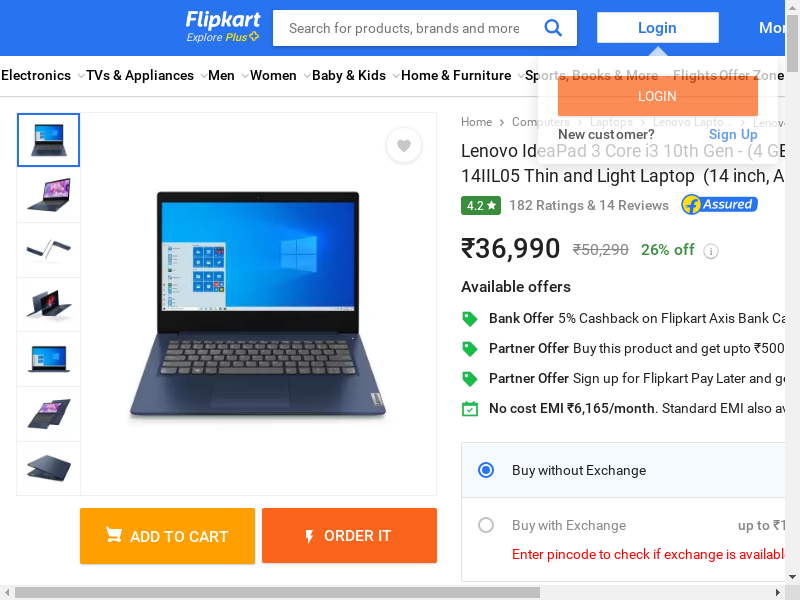 Flipkart
Explore Plus
Search for products, brands and more
Login
Mor
Electronics
TVs & Appliances
Men
Women
Baby & Kids
Home & Furniture
Sports, Books & More
Flights
Offer Zone
LOGIN
New customer?
Sign Up
Home
Computers
Laptops
Lenovo Lapto...
Lenov
Lenovo IdeaPad 3 Core i3 10th Gen - (4 GB
14IIL05 Thin and Light Laptop (14 inch, A
4.2
182 Ratings & 14 Reviews
Assured
₹36,990
₹50,290
26% off
Available offers
Bank Offer 5% Cashback on Flipkart Axis Bank Ca
Partner Offer Buy this product and get upto ₹500
Partner Offer Sign up for Flipkart Pay Later and ge
No cost EMI ₹6,165/month. Standard EMI also av
Buy without Exchange
Buy with Exchange
up to ₹1
Enter pincode to check if exchange is availabl
ADD TO CART
ORDER IT